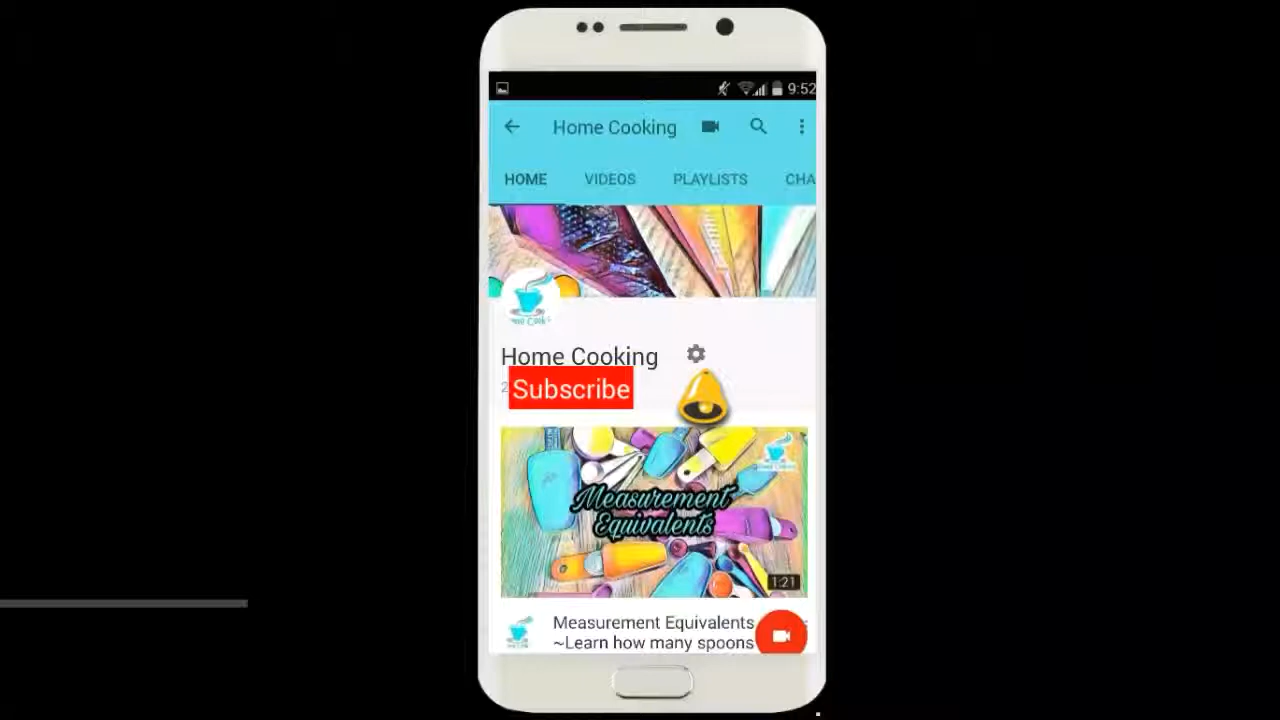 9:52
Home Cooking
HOME VIDEOS PLAYLISTS CHA
Home Cooking
2
Subscribe
Measurement
Equivalents
1:21
Measurement Equivalents
~Learn how many spoons